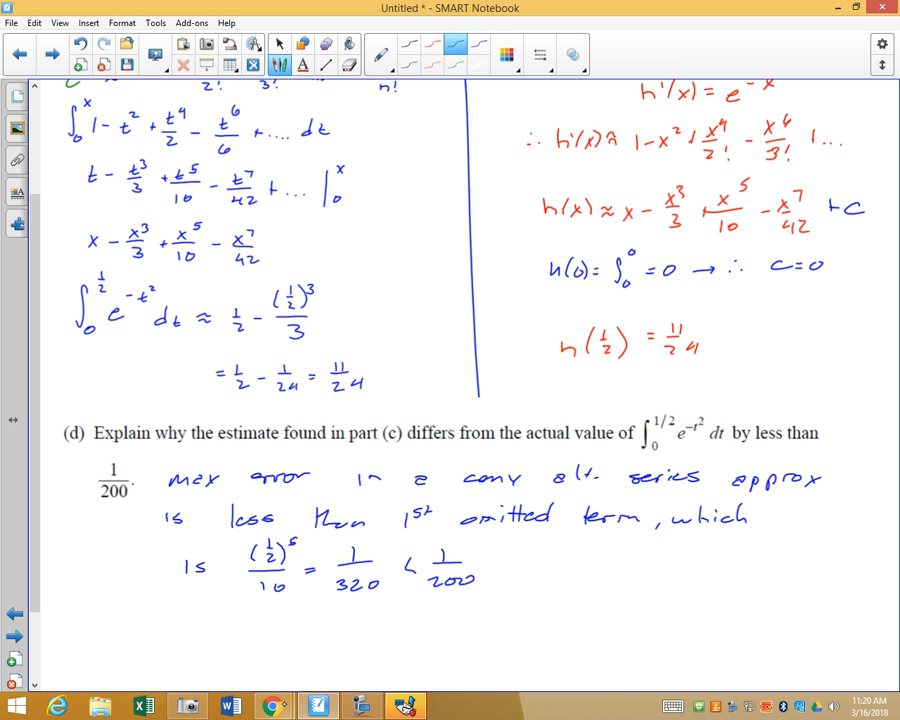 Untitled * - SMART Notebook
File Edit View Insert Format Tools Add-ons Help
2! 3! n!
∫₀ˣ 1 - t² + t⁴/2 - t⁶/6 + .... dt
t - t³/3 + t⁵/10 - t⁷/42 + ... |₀ˣ
x - x³/3 + x⁵/10 - x⁷/42
∫₀^(1/2) e^(-t²) dt ≈ 1/2 - (1/2)³/3
= 1/2 - 1/24 = 11/24
h'(x) = e^(-x
∴ h'(x) ≈ 1 - x² + x⁴/2! - x⁶/3! 1...
h(x) ≈ x - x³/3 + x⁵/10 - x⁷/42 + C
h(0) = ∫₀⁰ = 0 → ∴ C = 0
h(1/2) = 11/24
(d) Explain why the estimate found in part (c) differs from the actual value of ∫₀^(1/2) e^(-t²) dt by less than
1/200. max error in a conv alt. series approx
is less than 1st omitted term, which
is (1/2)⁵/10 = 1/320 < 1/200
11:20 AM
3/16/2018